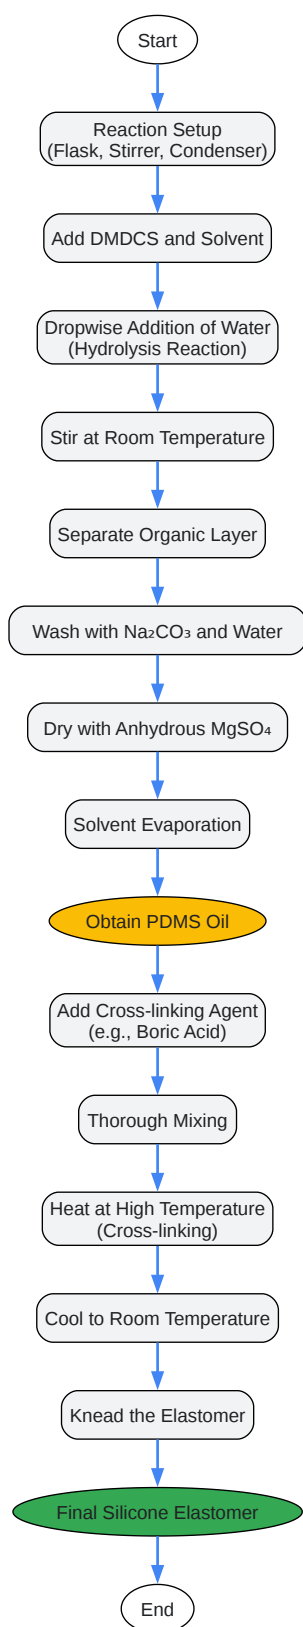 Start
Reaction Setup
(Flask, Stirrer, Condenser)
Add DMDCS and Solvent
Dropwise Addition of Water
(Hydrolysis Reaction)
Stir at Room Temperature
Separate Organic Layer
Wash with Na₂CO₃ and Water
Dry with Anhydrous MgSO₄
Solvent Evaporation
Obtain PDMS Oil
Add Cross-linking Agent
(e.g., Boric Acid)
Thorough Mixing
Heat at High Temperature
(Cross-linking)
Cool to Room Temperature
Knead the Elastomer
Final Silicone Elastomer
End